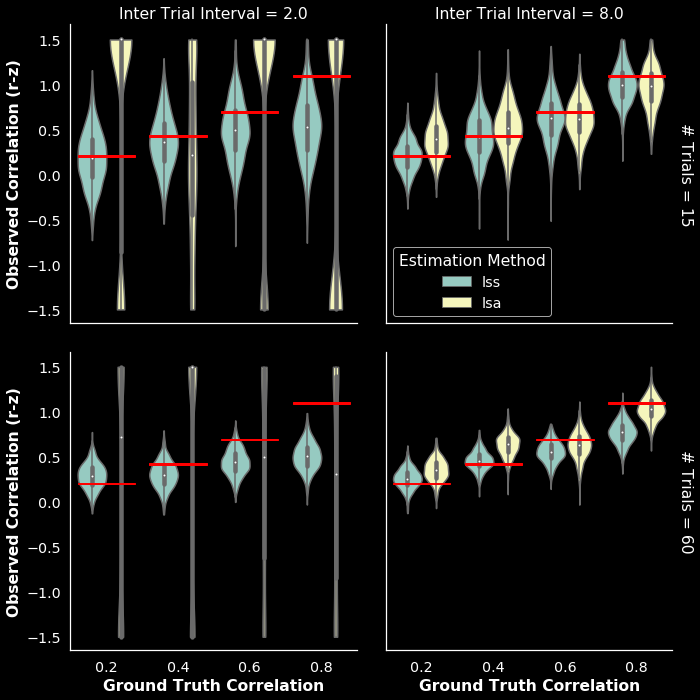 Inter Trial Interval = 2.0
Inter Trial Interval = 8.0
Observed Correlation (r-z)
1.5
1.0
0.5
0.0
−0.5
−1.0
−1.5
# Trials = 15
Estimation Method
lss
lsa
Observed Correlation (r-z)
1.5
1.0
0.5
0.0
−0.5
−1.0
−1.5
# Trials = 60
0.2
0.4
0.6
0.8
0.2
0.4
0.6
0.8
Ground Truth Correlation
Ground Truth Correlation